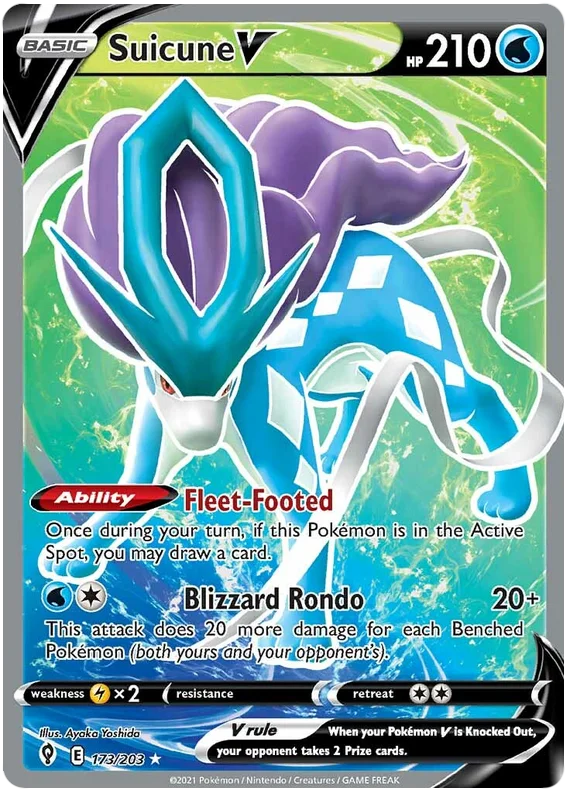 BASIC Suicune V HP 210
Ability Fleet-Footed
Once during your turn, if this Pokémon is in the Active
Spot, you may draw a card.
Blizzard Rondo 20+
This attack does 20 more damage for each Benched
Pokémon (both yours and your opponent's).
weakness ×2 resistance retreat
Illus. Ayaka Yoshida
V rule When your Pokémon V is Knocked Out,
your opponent takes 2 Prize cards.
E 173/203 ★
©2021 Pokémon / Nintendo / Creatures / GAME FREAK